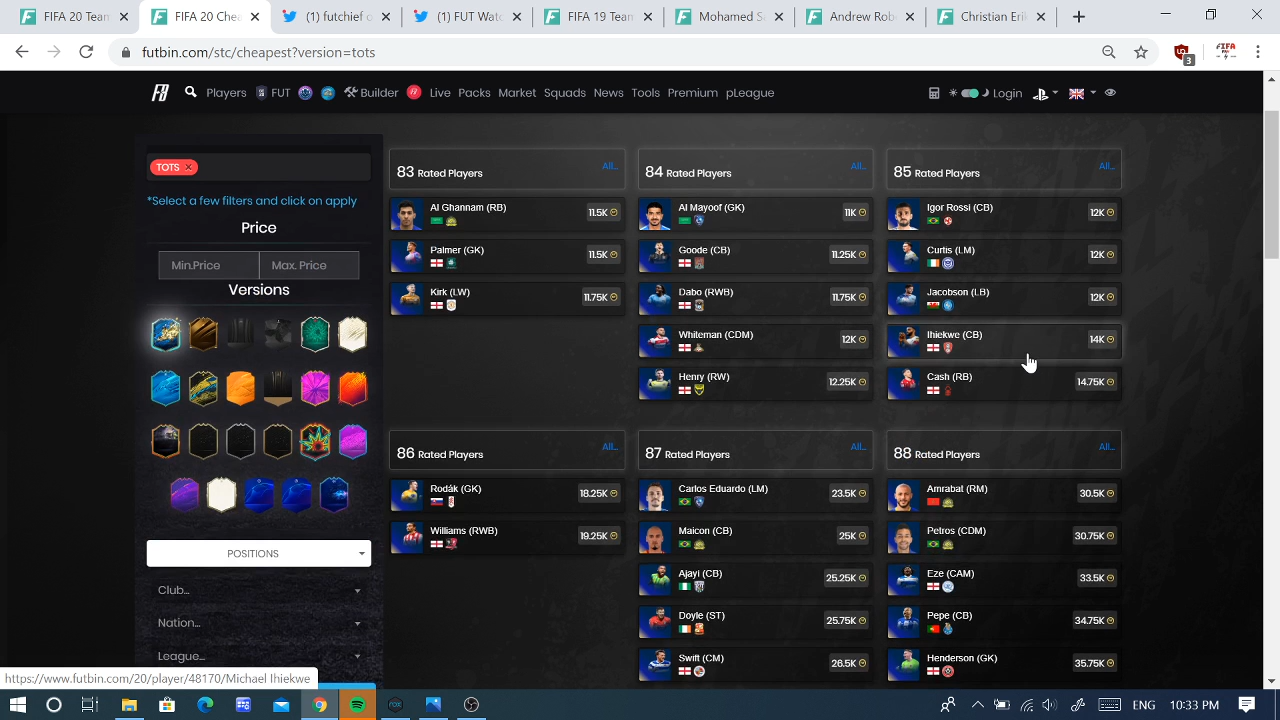 FIFA 20 Team
FIFA 20 Chea
(1) futchief o
(1) FUT Wat
FIFA 19 Team
Mohamed S
Andrew Rob
Christian Erik
futbin.com/stc/cheapest?version=tots
3
Players FUT Builder Live Packs Market Squads News Tools Premium pLeague Login
TOTS
*Select a few filters and click on apply
Price
Min.Price Max. Price
Versions
POSITIONS
Club...
Nation...
League...
83 Rated Players All...
Al Ghannam (RB) 11.5K
Palmer (GK) 11.5K
Kirk (LW) 11.75K
84 Rated Players All...
Al Mayoof (GK) 11K
Goode (CB) 11.25K
Dabo (RWB) 11.75K
Whiteman (CDM) 12K
Henry (RW) 12.25K
85 Rated Players All...
Igor Rossi (CB) 12K
Curtis (LM) 12K
Jacobson (LB) 12K
Ihiekwe (CB) 14K
Cash (RB) 14.75K
86 Rated Players All...
Rodák (GK) 18.25K
Williams (RWB) 19.25K
87 Rated Players All...
Carlos Eduardo (LM) 23.5K
Maicon (CB) 25K
Ajayi (CB) 25.25K
Doyle (ST) 25.75K
Swift (CM) 26.5K
88 Rated Players All...
Amrabat (RM) 30.5K
Petros (CDM) 30.75K
Eze (CAM) 33.5K
Pepe (CB) 34.75K
Henderson (GK) 35.75K
https://www.futbin.com/20/player/48170/Michael Ihiekwe
ENG 10:33 PM